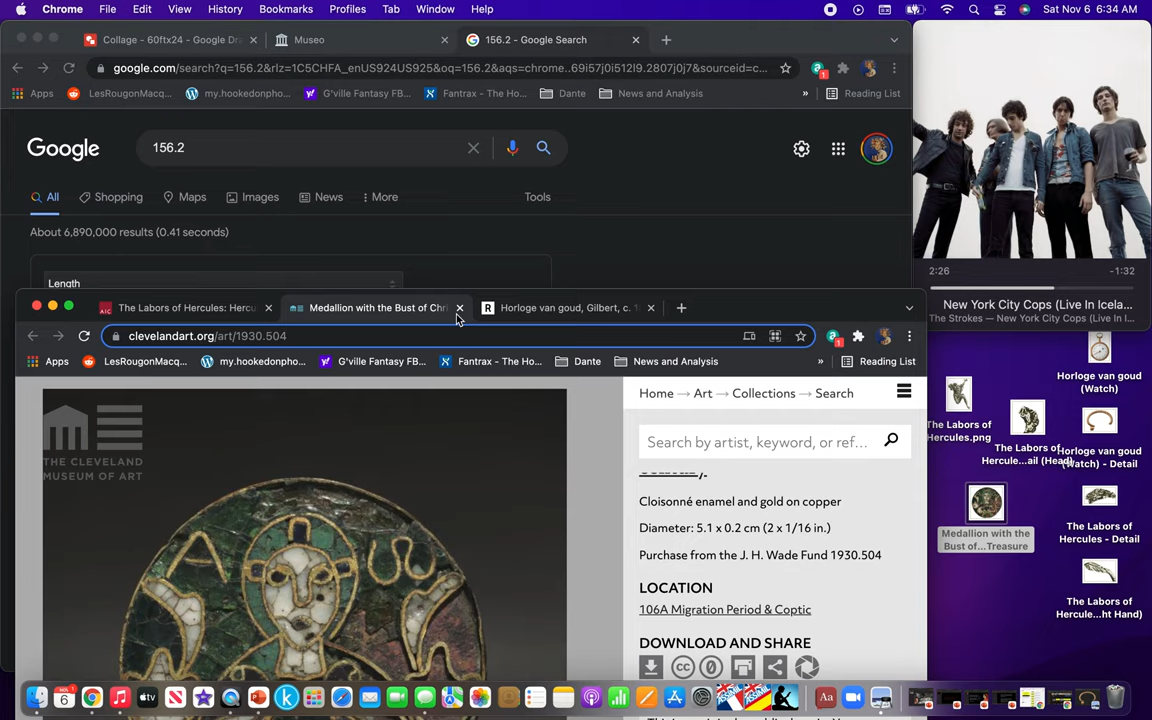 Chrome File Edit View History Bookmarks Profiles Tab Window Help Sat Nov 6 6:34 AM
Collage - 60ftx24 - Google Dra
Museo
156.2 - Google Search
google.com/search?q=156.2&rlz=1C5CHFA_enUS924US925&oq=156.2&aqs=chrome..69i57j0i512l9.2807j0j7&sourceid=c...
Apps LesRougonMacq... my.hookedonpho... G'ville Fantasy FB... Fantrax - The Ho... Dante News and Analysis » Reading List
Google
156.2
All Shopping Maps Images News More Tools
About 6,890,000 results (0.41 seconds)
Length
2:26 -1:32
New York City Cops (Live In Icela...
The Strokes — New York City Cops (Live In I...
The Labors of Hercules: Hercu
Medallion with the Bust of Chri
Horloge van goud, Gilbert, c. 1
clevelandart.org/art/1930.504
Apps LesRougonMacq... my.hookedonpho... G'ville Fantasy FB... Fantrax - The Ho... Dante News and Analysis » Reading List
THE CLEVELAND
MUSEUM OF ART
Home → Art → Collections → Search
Search by artist, keyword, or ref...
Cloisonné enamel and gold on copper
Diameter: 5.1 x 0.2 cm (2 x 1/16 in.)
Purchase from the J. H. Wade Fund 1930.504
LOCATION
106A Migration Period & Coptic
DOWNLOAD AND SHARE
Horloge van goud
(Watch)
The Labors of
Hercules.png
The Labors of
Hercule...ail (Head)
Horloge van goud
(Watch) - Detail
Medallion with the
Bust of...Treasure
The Labors of
Hercules - Detail
The Labors of
Hercule...ht Hand)